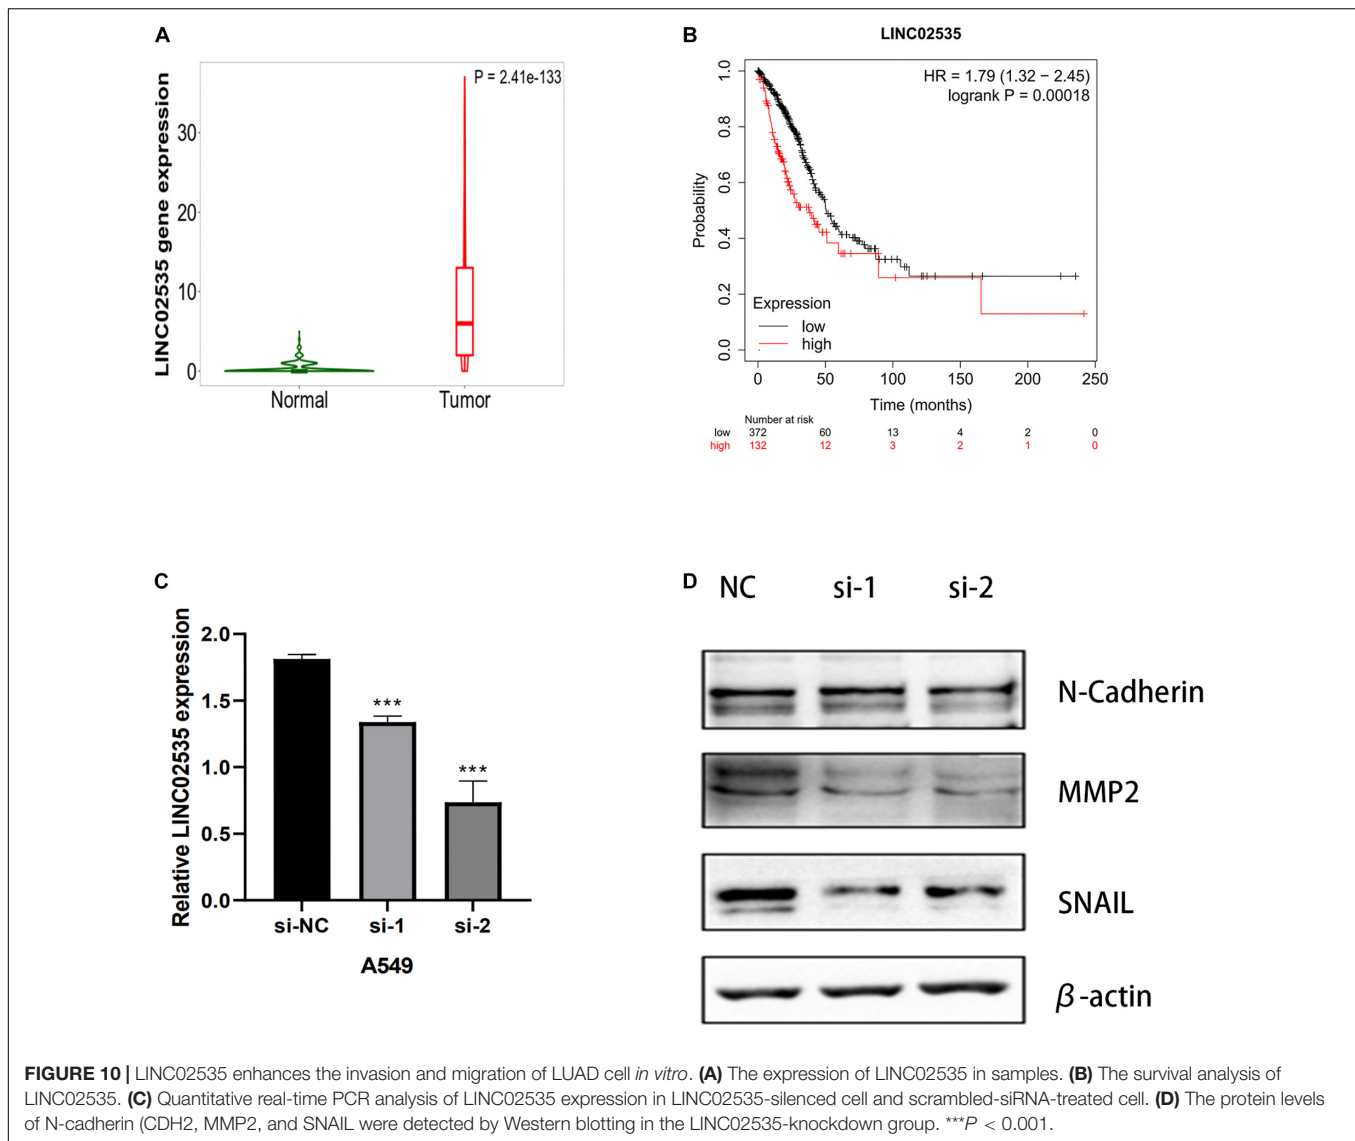 A
LINC02535 gene expression
P = 2.41e-133
30
20
10
0
Normal Tumor
B
LINC02535
HR = 1.79 (1.32 − 2.45)
logrank P = 0.00018
Probability
1.0
0.8
0.6
0.4
0.2
0.0
Expression
low
high
0 50 100 150 200 250
Time (months)
Number at risk
low 372 60 13 4 2 0
high 132 12 3 2 1 0
C
Relative LINC02535 expression
2.0
1.5
1.0
0.5
0.0
***
***
si-NC si-1 si-2
A549
D
NC si-1 si-2
N-Cadherin
MMP2
SNAIL
β-actin
FIGURE 10 | LINC02535 enhances the invasion and migration of LUAD cell in vitro. (A) The expression of LINC02535 in samples. (B) The survival analysis of
LINC02535. (C) Quantitative real-time PCR analysis of LINC02535 expression in LINC02535-silenced cell and scrambled-siRNA-treated cell. (D) The protein levels
of N-cadherin (CDH2, MMP2, and SNAIL were detected by Western blotting in the LINC02535-knockdown group. ***P < 0.001.